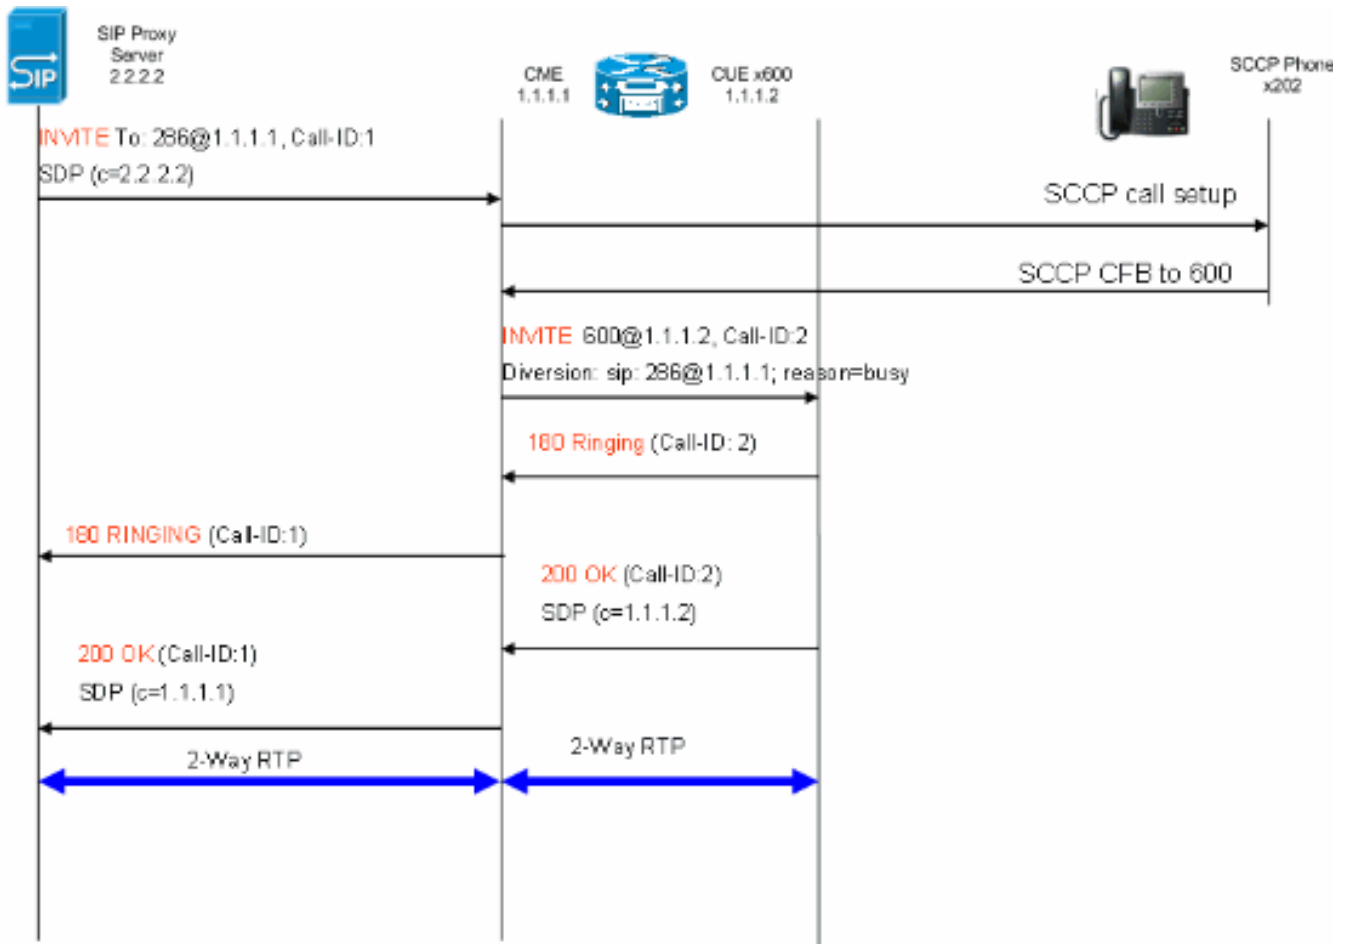 SIP Proxy
Server
2.2.2.2
SIP
CME
1.1.1.1
CUE x600
1.1.1.2
SCCP Phone
x202
INVITE To: 286@1.1.1.1, Call-ID:1
SDP (c=2.2.2.2)
SCCP call setup
SCCP CFB to 600
INVITE 600@1.1.1.2, Call-ID:2
Diversion: sip: 286@1.1.1.1; reason=busy
180 Ringing (Call-ID: 2)
180 RINGING (Call-ID:1)
200 OK (Call-ID:2)
SDP (c=1.1.1.2)
200 OK (Call-ID:1)
SDP (c=1.1.1.1)
2-Way RTP
2-Way RTP